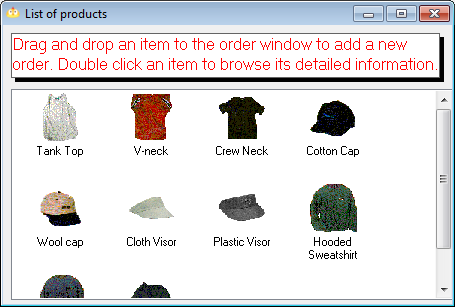 List of products
Drag and drop an item to the order window to add a new
order. Double click an item to browse its detailed information.
Tank Top V-neck Crew Neck Cotton Cap
Wool cap Cloth Visor Plastic Visor Hooded
Sweatshirt